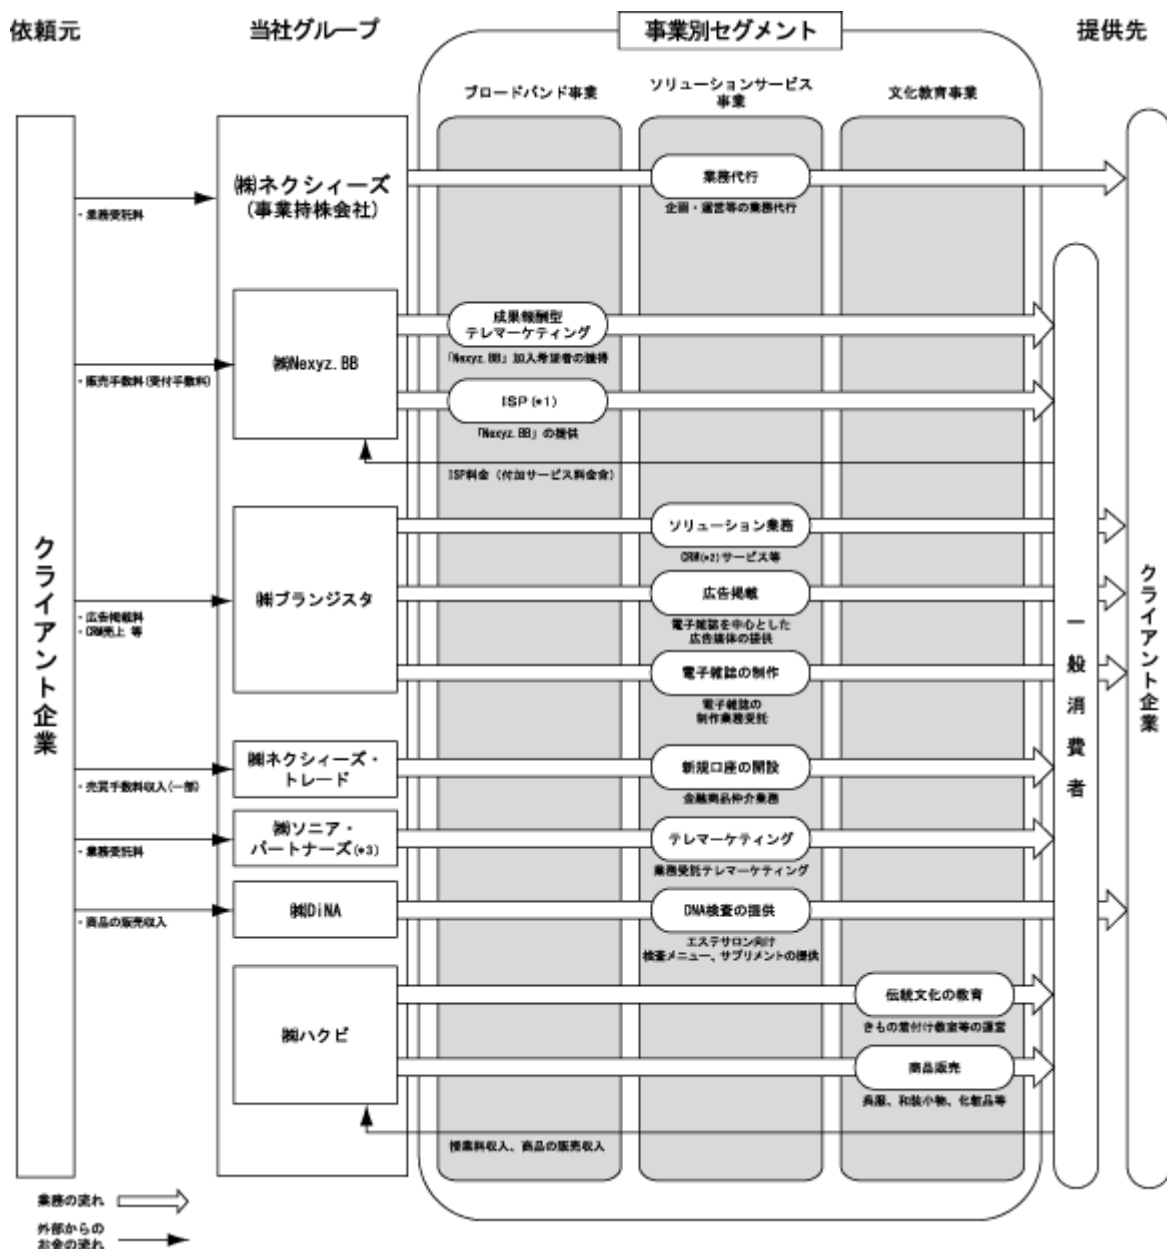 依頼元
当社グループ
事業別セグメント
提供先
ブロードバンド事業
ソリューションサービス
事業
文化教育事業
クライアント企業
・業務受託料
㈱ネクシィーズ
(事業持株会社)
業務代行
企画・運営等の業務代行
・販売手数料(受付手数料)
㈱Nexyz.BB
成果報酬型
テレマーケティング
「Nexyz.BB」加入希望者の獲得
ISP(*1)
「Nexyz.BB」の提供
ISP料金（付加サービス料金含）
・広告掲載料
・CRM売上 等
㈱ブランジスタ
ソリューション業務
CRM(*2)サービス等
広告掲載
電子雑誌を中心とした
広告媒体の提供
電子雑誌の制作
電子雑誌の
制作業務受託
・売買手数料収入(一部)
㈱ネクシィーズ・
トレード
新規口座の開設
金融商品仲介業務
・業務受託料
㈱ソニア・
パートナーズ(*3)
テレマーケティング
業務受託テレマーケティング
・商品の販売収入
㈱DiNA
DNA検査の提供
エステサロン向け
検査メニュー、サプリメントの提供
㈱ハクビ
伝統文化の教育
きもの着付け教室等の運営
商品販売
呉服、和装小物、化粧品等
授業料収入、商品の販売収入
一般消費者
クライアント企業
業務の流れ
外部からの
お金の流れ